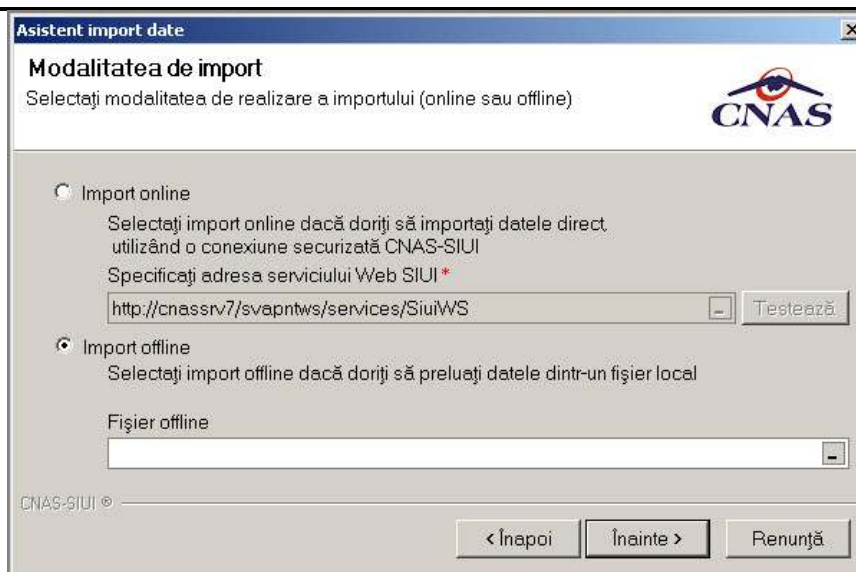 Asistent import date
Modalitatea de import
Selectaţi modalitatea de realizare a importului (online sau offline)
CNAS
Import online
Selectaţi import online dacă doriţi să importaţi datele direct,
utilizând o conexiune securizată CNAS-SIUI
Specificaţi adresa serviciului Web SIUI *
http://cnassrv7/svapntws/services/SiuiWS
Testează
Import offline
Selectaţi import offline dacă doriţi să preluaţi datele dintr-un fişier local
Fişier offline
CNAS-SIUI ®
< Înapoi
Înainte >
Renunţă